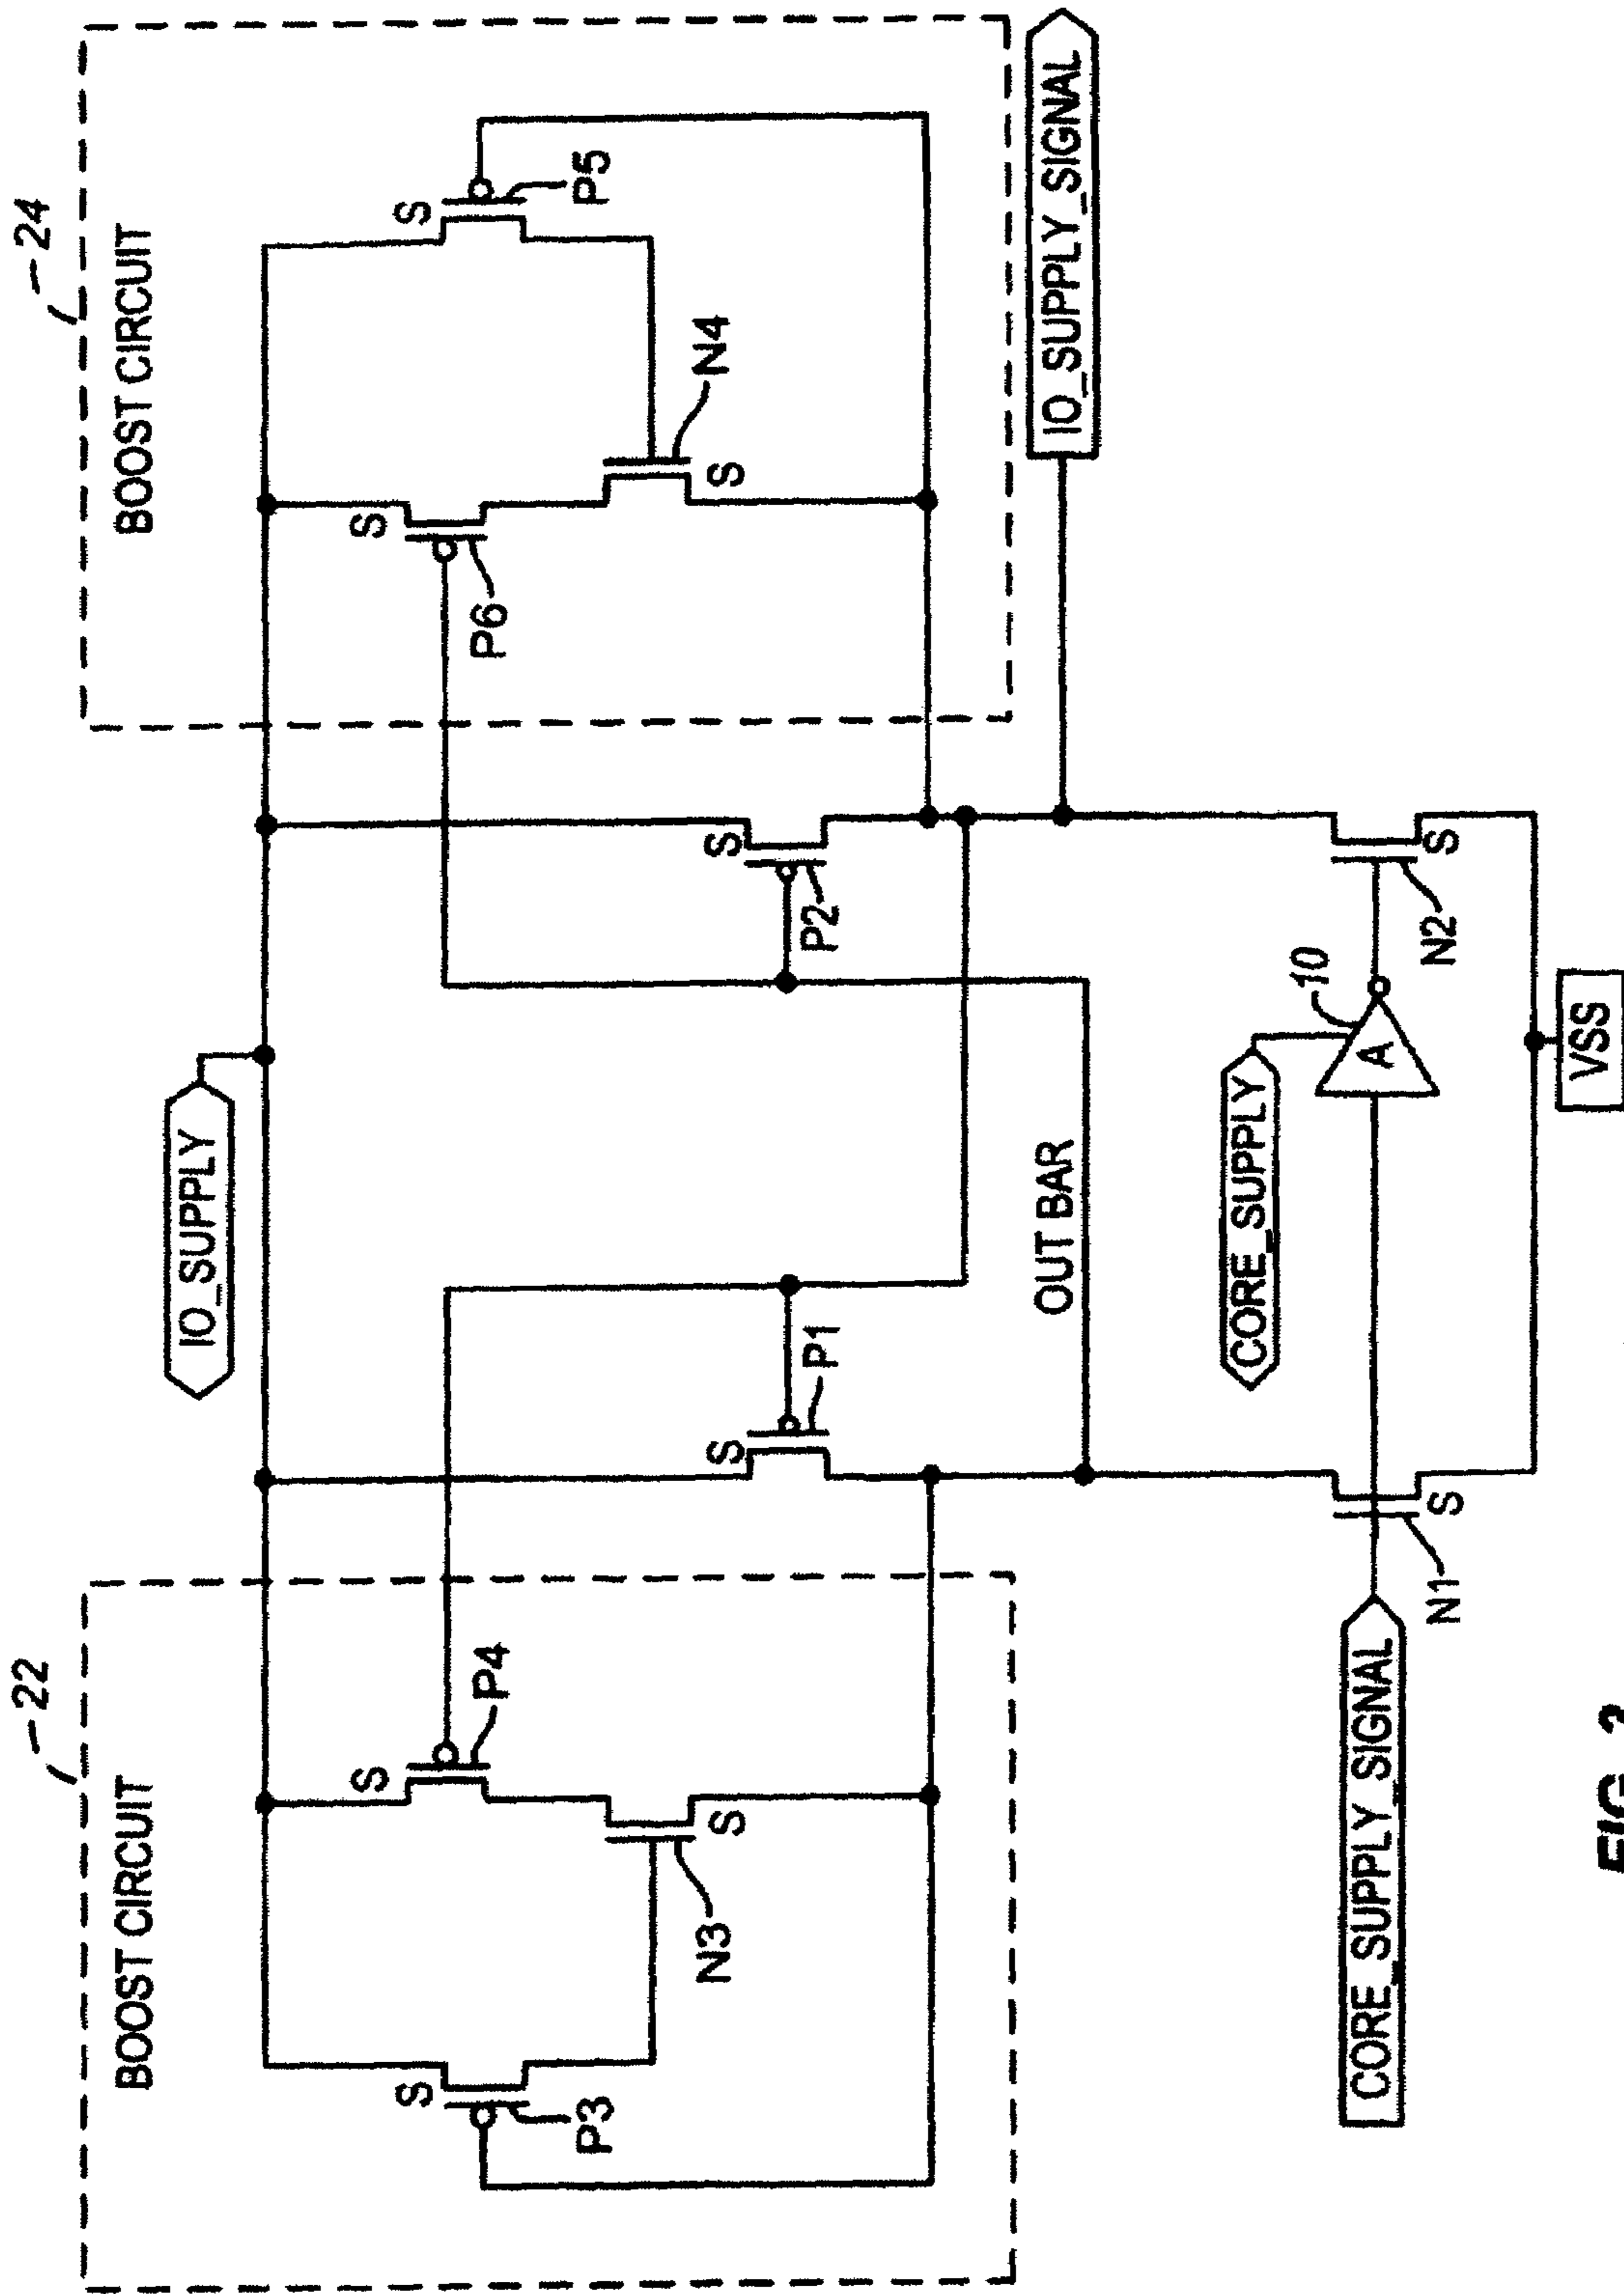 22
24
BOOST CIRCUIT
BOOST CIRCUIT
IO_SUPPLY
S
S
S
S
P4
P6
P3
P5
N3
S
S
S
S
N4
P1
P2
OUT BAR
IO_SUPPLY_SIGNAL
CORE_SUPPLY
10
CORE_SUPPLY_SIGNAL
A
N1
S
N2
S
VSS
FIG.